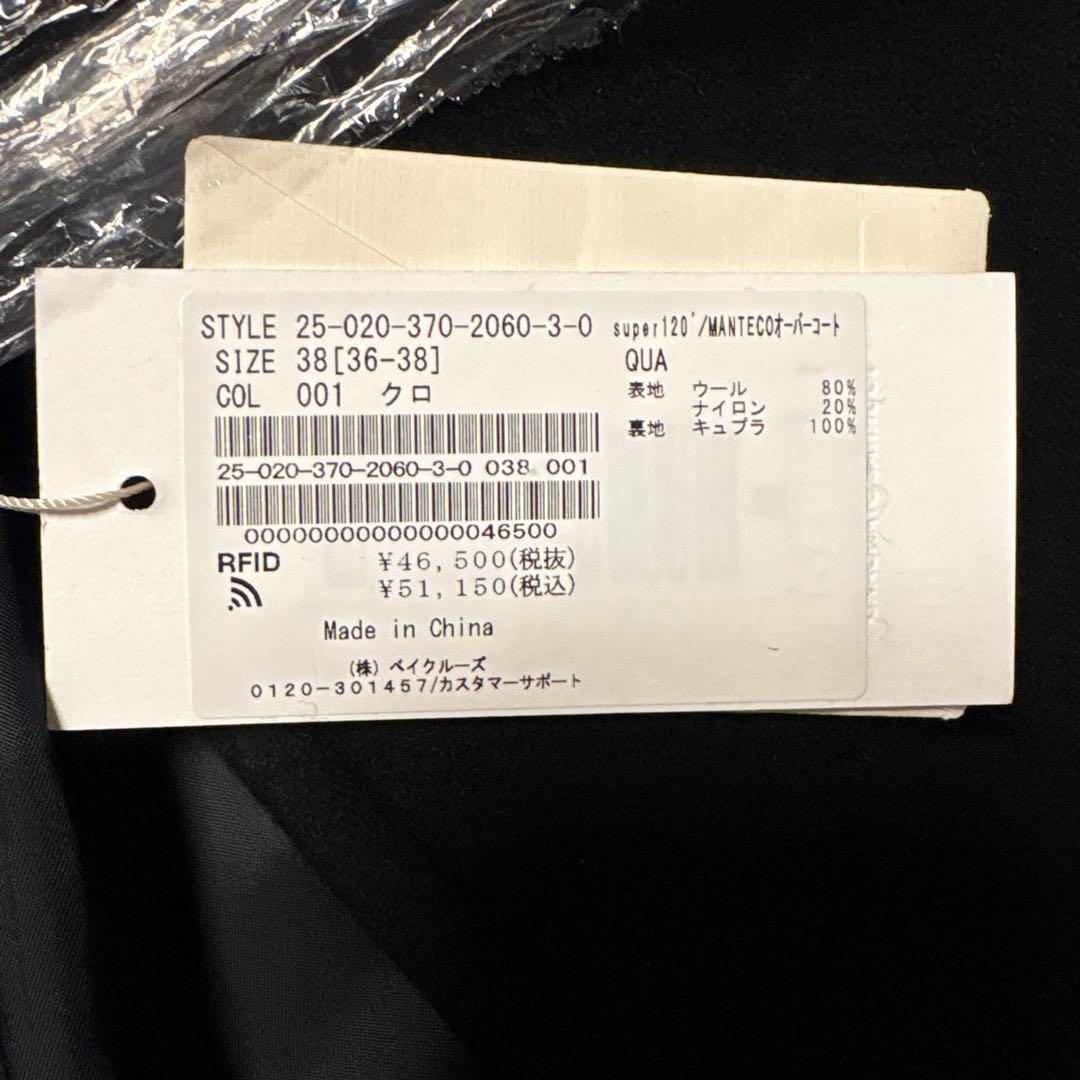 STYLE 25-020-370-2060-3-0 super120'/MANTECOオーバーコート
SIZE 38[36-38]
COL 001 クロ
QUA
表地 ウール 80%
ナイロン 20%
裏地 キュプラ 100%
25-020-370-2060-3-0 038 001
00000000000000046500
RFID
¥46,500(税抜)
¥51,150(税込)
Made in China
(株)ベイクルーズ
0120-301457/カスタマーサポート